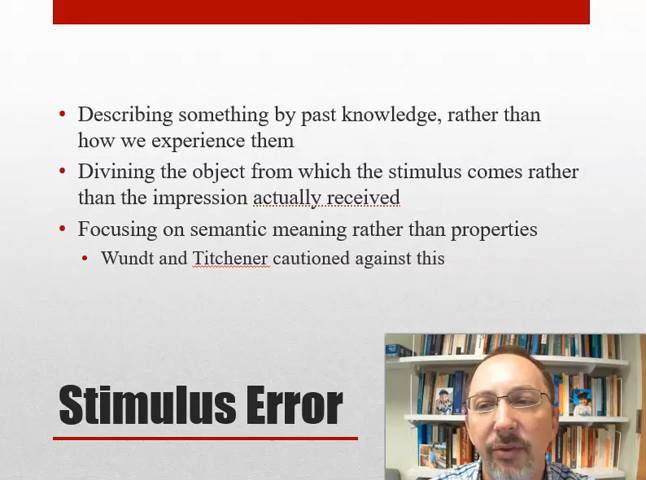 • Describing something by past knowledge, rather than
how we experience them
• Divining the object from which the stimulus comes rather
than the impression actually received
• Focusing on semantic meaning rather than properties
• Wundt and Titchener cautioned against this
Stimulus Error